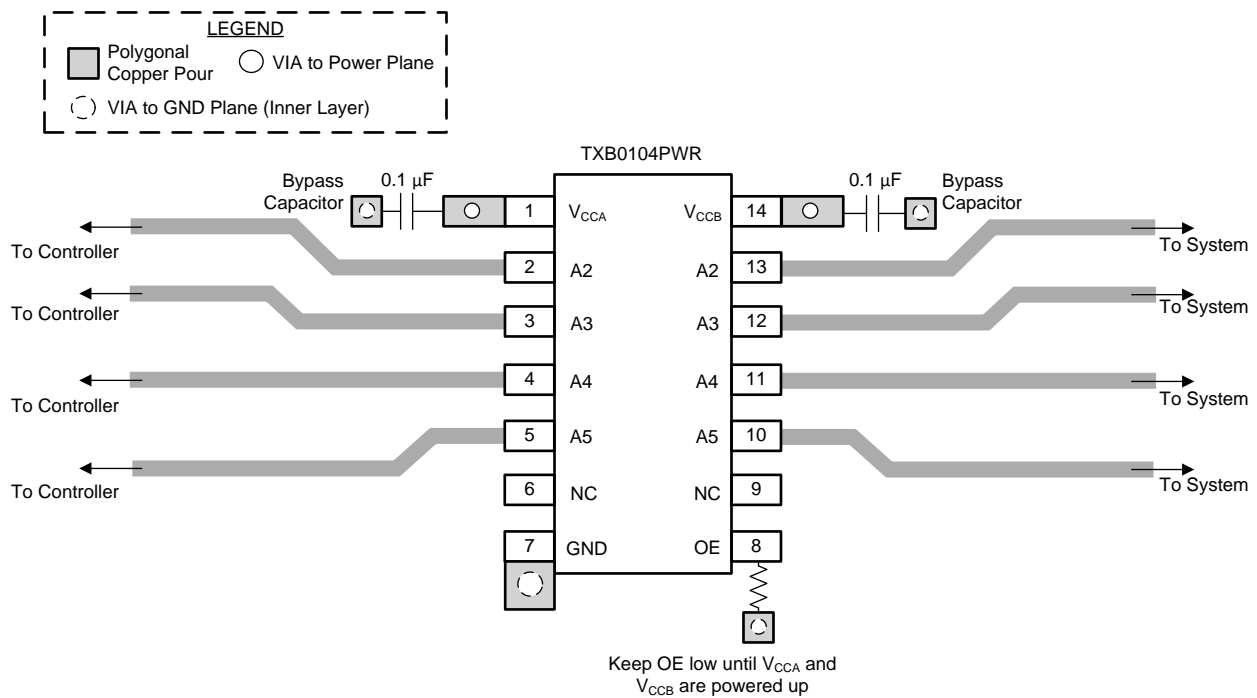 LEGEND
Polygonal
Copper Pour
VIA to Power Plane
VIA to GND Plane (Inner Layer)
TXB0104PWR
Bypass
Capacitor
0.1 µF
0.1 µF
Bypass
Capacitor
1
VCCA
VCCB
14
To Controller
2
A2
A2
13
To System
To Controller
3
A3
A3
12
To System
To Controller
4
A4
A4
11
To System
To Controller
5
A5
A5
10
To System
6
NC
NC
9
7
GND
OE
8
Keep OE low until VCCA and
VCCB are powered up